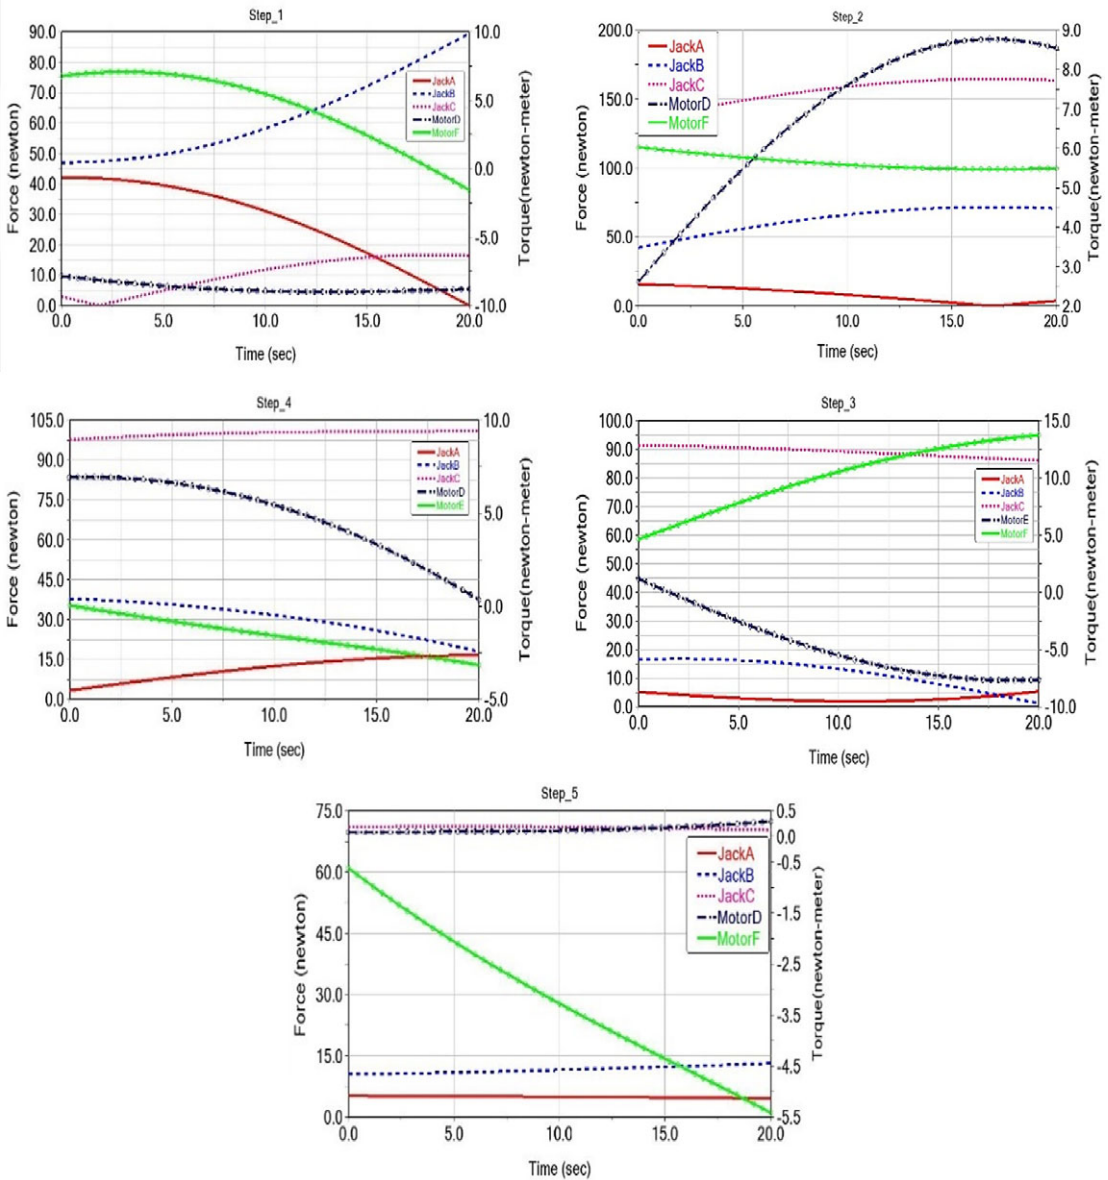 Step_1
90.0
80.0
70.0
60.0
50.0
40.0
30.0
20.0
10.0
0.0
Force (newton)
10.0
5.0
0.0
-5.0
-10.0
Torque(newton-meter)
JackA
JackB
JackC
MotorD
MotorF
0.0 5.0 10.0 15.0 20.0
Time (sec)
Step_2
200.0
150.0
100.0
50.0
0.0
Force (newton)
9.0
8.0
7.0
6.0
5.0
4.0
3.0
2.0
Torque(newton-meter)
JackA
JackB
JackC
MotorD
MotorF
0.0 5.0 10.0 15.0 20.0
Time (sec)
Step_4
105.0
90.0
75.0
60.0
45.0
30.0
15.0
0.0
Force (newton)
10.0
5.0
0.0
-5.0
Torque(newton-meter)
JackA
JackB
JackC
MotorD
MotorE
0.0 5.0 10.0 15.0 20.0
Time (sec)
Step_3
100.0
90.0
80.0
70.0
60.0
50.0
40.0
30.0
20.0
10.0
0.0
Force (newton)
15.0
10.0
5.0
0.0
-5.0
-10.0
Torque(newton-meter)
JackA
JackB
JackC
MotorE
MotorF
0.0 5.0 10.0 15.0 20.0
Time (sec)
Step_5
75.0
60.0
45.0
30.0
15.0
0.0
Force (newton)
0.5
0.0
-0.5
-1.5
-2.5
-3.5
-4.5
-5.5
Torque(newton-meter)
JackA
JackB
JackC
MotorD
MotorF
0.0 5.0 10.0 15.0 20.0
Time (sec)